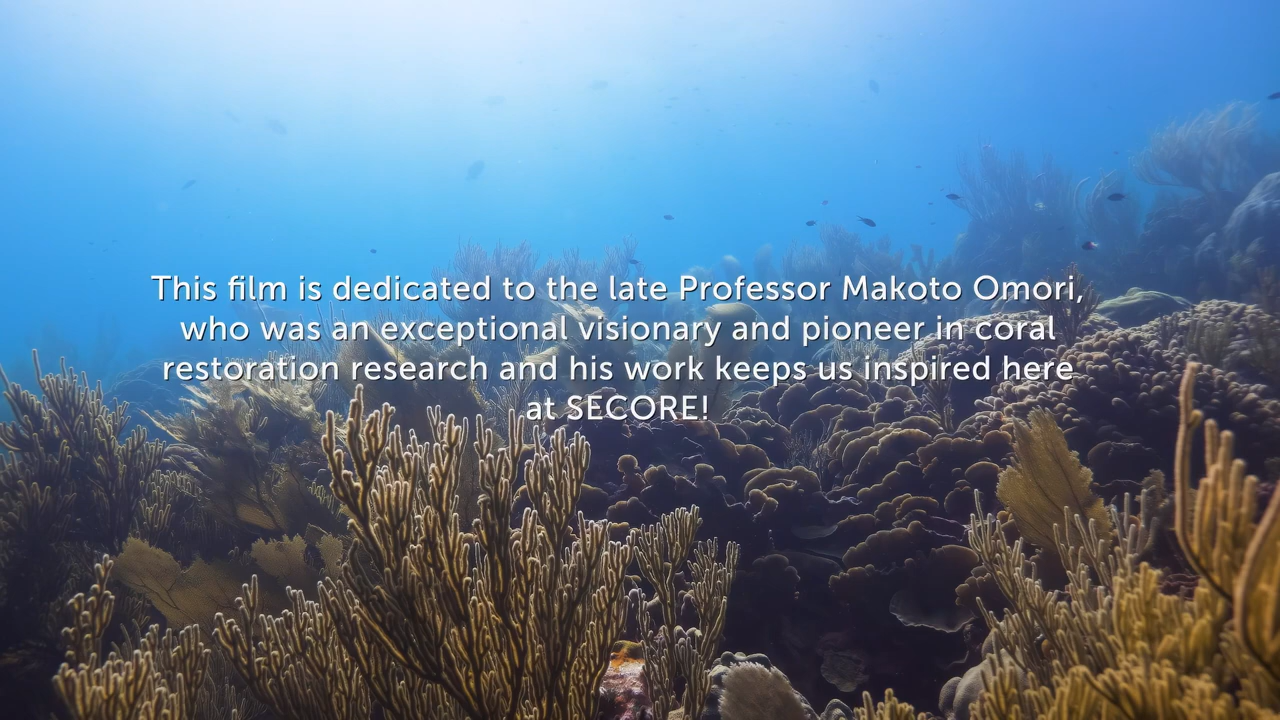 This film is dedicated to the late Professor Makoto Omori,
who was an exceptional visionary and pioneer in coral
restoration research and his work keeps us inspired here
at SECORE!